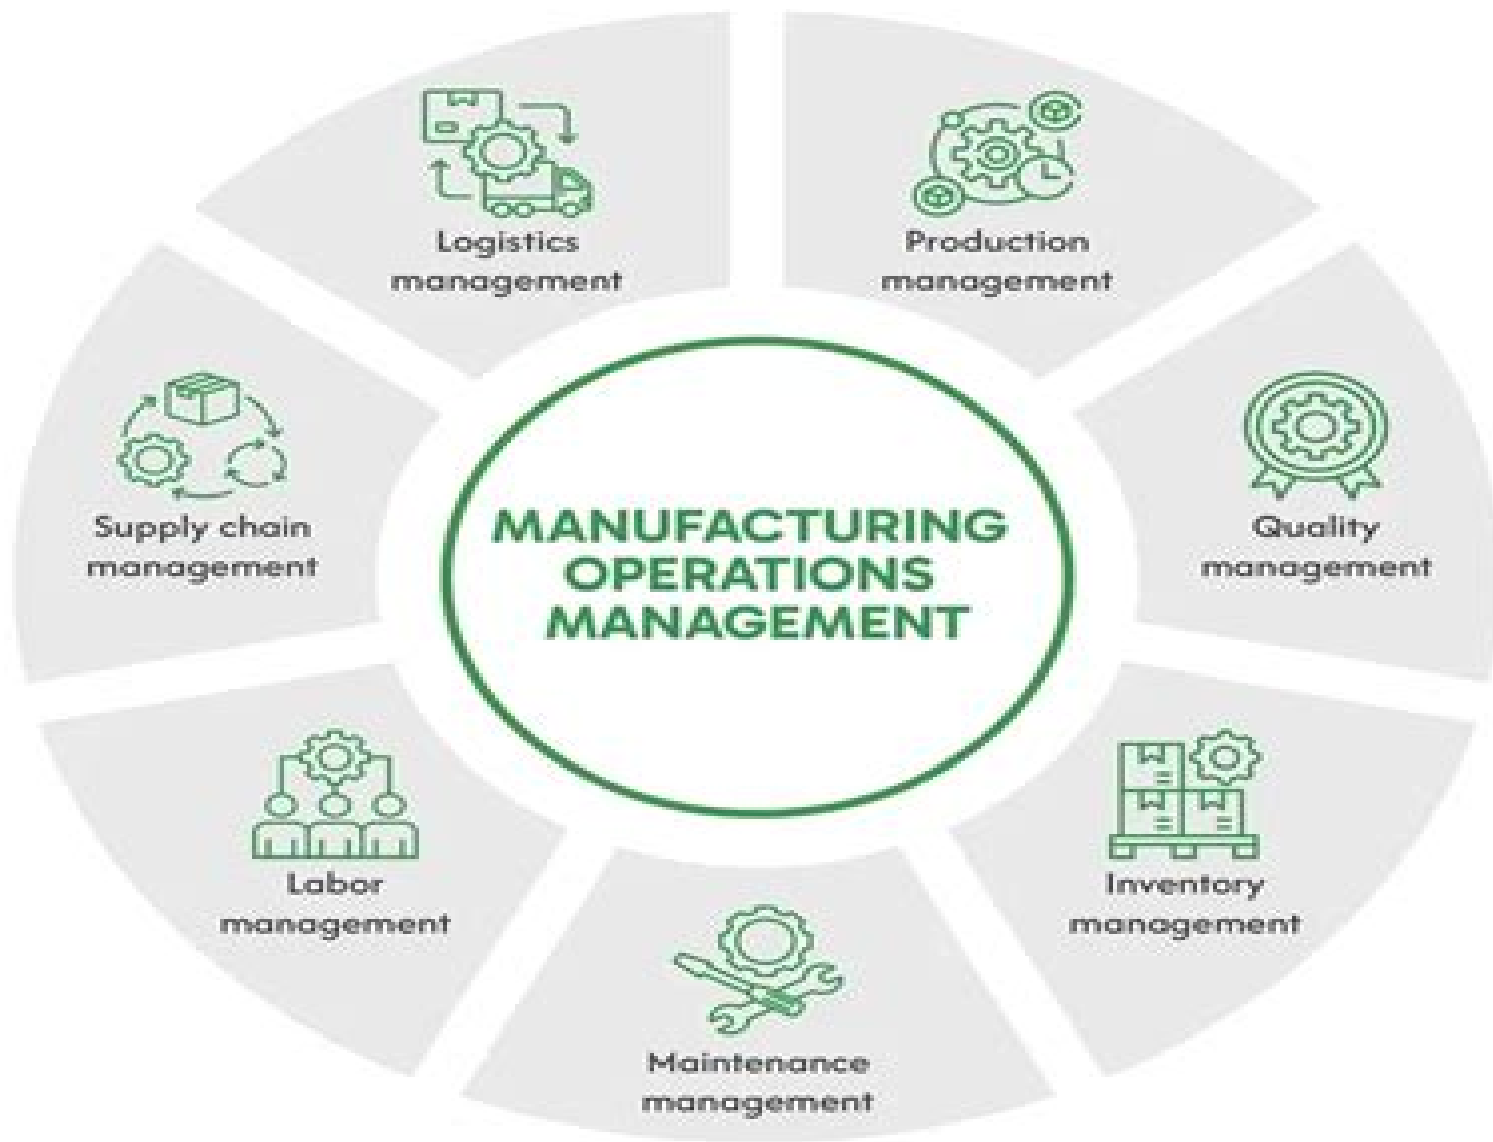 Logistics
management
Production
management
Supply chain
management
Quality
management
MANUFACTURING
OPERATIONS
MANAGEMENT
Labor
management
Inventory
management
Maintenance
management